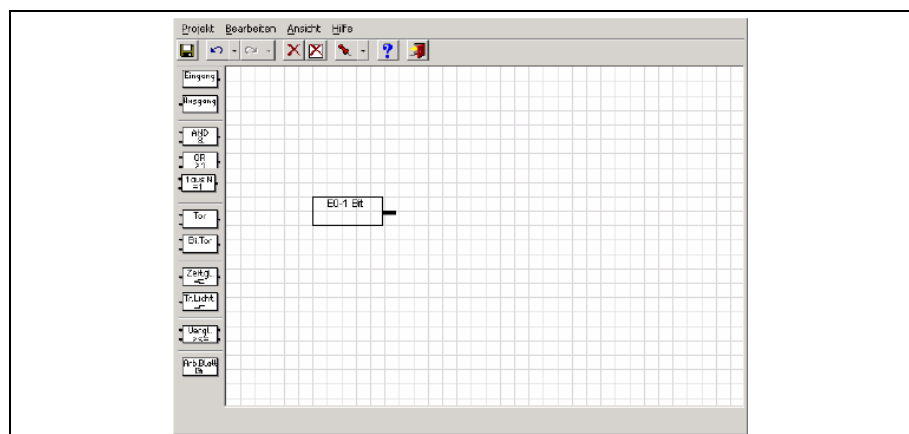 Projekt Bearbeiten Ansicht Hilfe
?
Eingang
Ausgang
AND
&
OR
>1
1 aus N
=1
Tor
Bi.Tor
Zeitgl.
Tr.Licht
Vergl.
><=
E0-1 Bit
Arb.Blatt